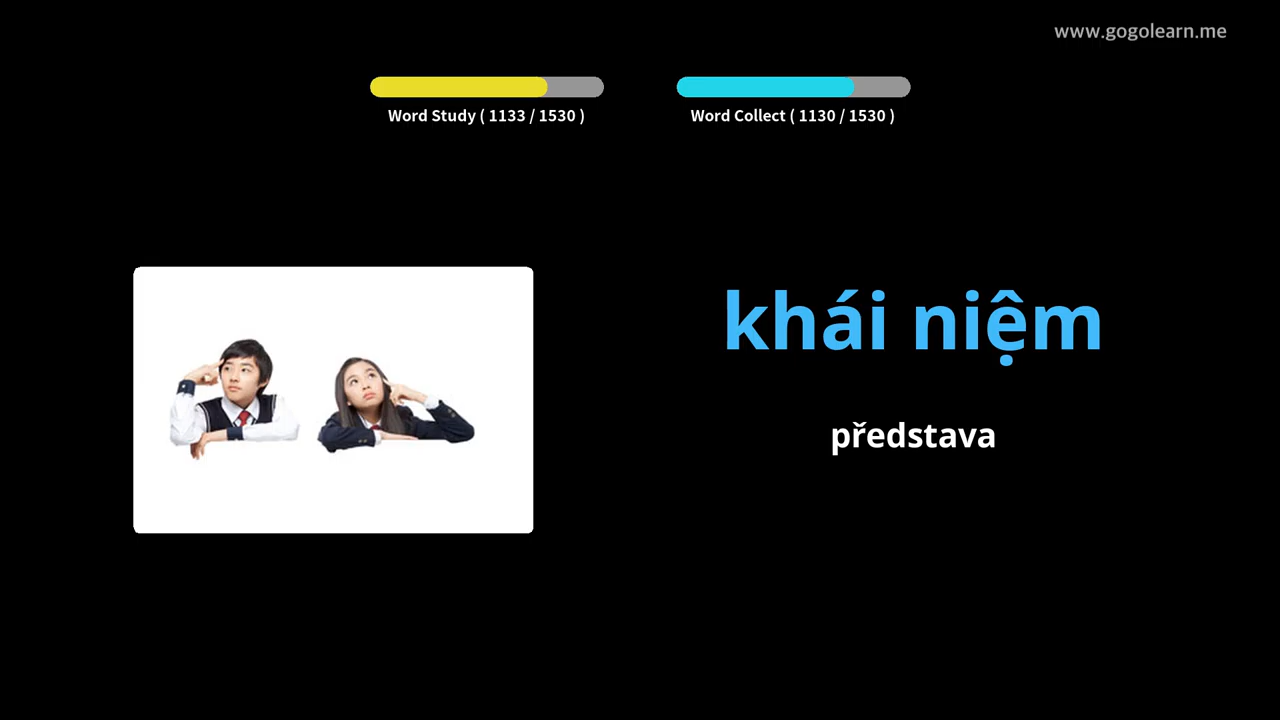 www.gogolearn.me
Word Study ( 1133 / 1530 )
Word Collect ( 1130 / 1530 )
khái niệm
představa